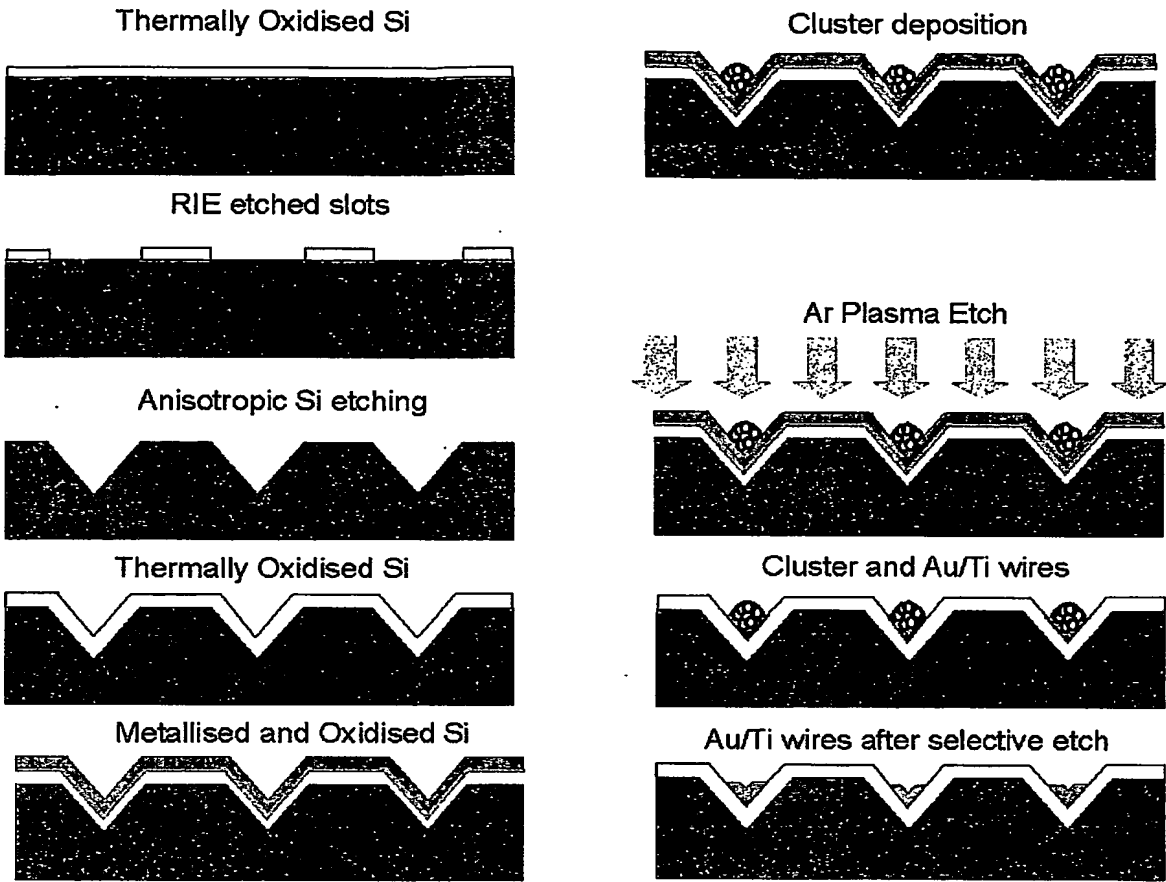 Thermally Oxidised Si
RIE etched slots
Anisotropic Si etching
Thermally Oxidised Si
Metallised and Oxidised Si
Cluster deposition
Ar Plasma Etch
Cluster and Au/Ti wires
Au/Ti wires after selective etch